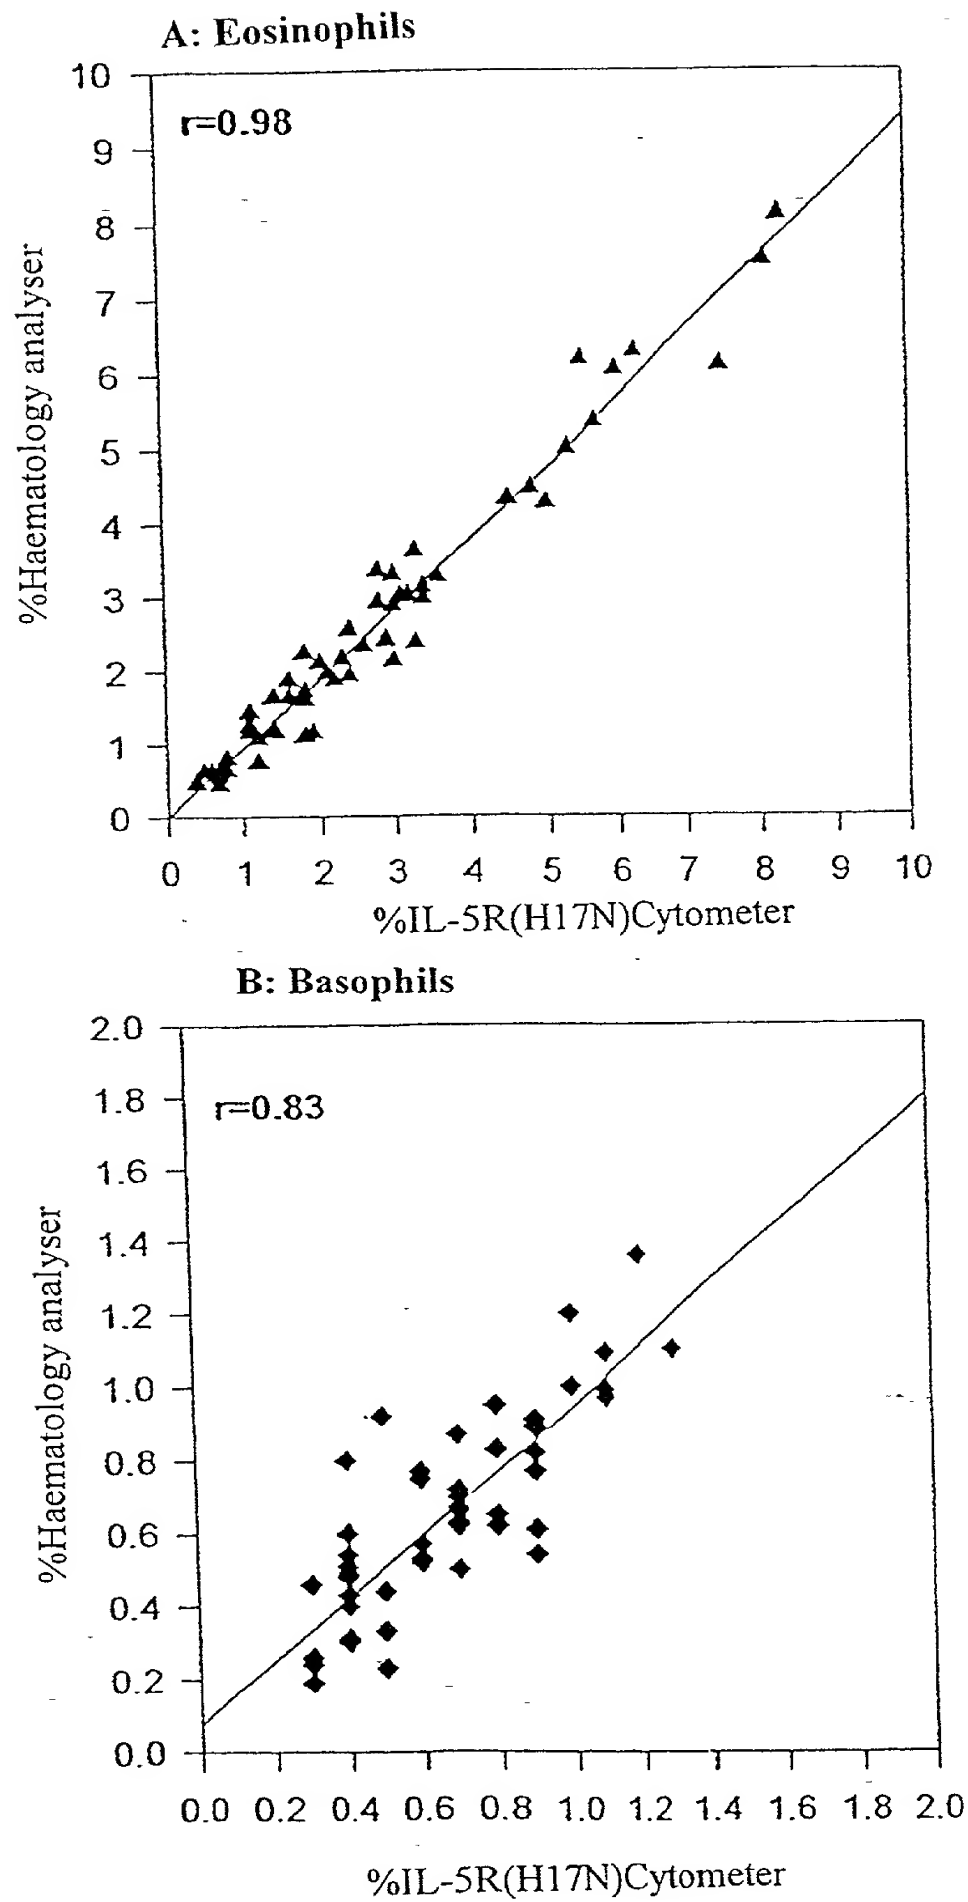 A: Eosinophils
10
r=0.98
9
8
7
6
5
4
3
2
1
0
%Haematology analyser
0 1 2 3 4 5 6 7 8 9 10
%IL-5R(H17N)Cytometer
B: Basophils
2.0
r=0.83
1.8
1.6
1.4
1.2
1.0
0.8
0.6
0.4
0.2
0.0
%Haematology analyser
0.0 0.2 0.4 0.6 0.8 1.0 1.2 1.4 1.6 1.8 2.0
%IL-5R(H17N)Cytometer